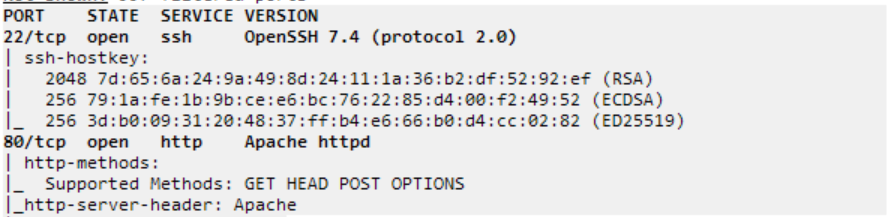 PORT STATE SERVICE VERSION
22/tcp open ssh OpenSSH 7.4 (protocol 2.0)
| ssh-hostkey:
| 2048 7d:65:6a:24:9a:49:8d:24:11:1a:36:b2:df:52:92:ef (RSA)
| 256 79:1a:fe:1b:9b:ce:e6:bc:76:22:85:d4:00:f2:49:52 (ECDSA)
|_ 256 3d:b0:09:31:20:48:37:ff:b4:e6:66:b0:d4:cc:02:82 (ED25519)
80/tcp open http Apache httpd
| http-methods:
|_ Supported Methods: GET HEAD POST OPTIONS
|_http-server-header: Apache